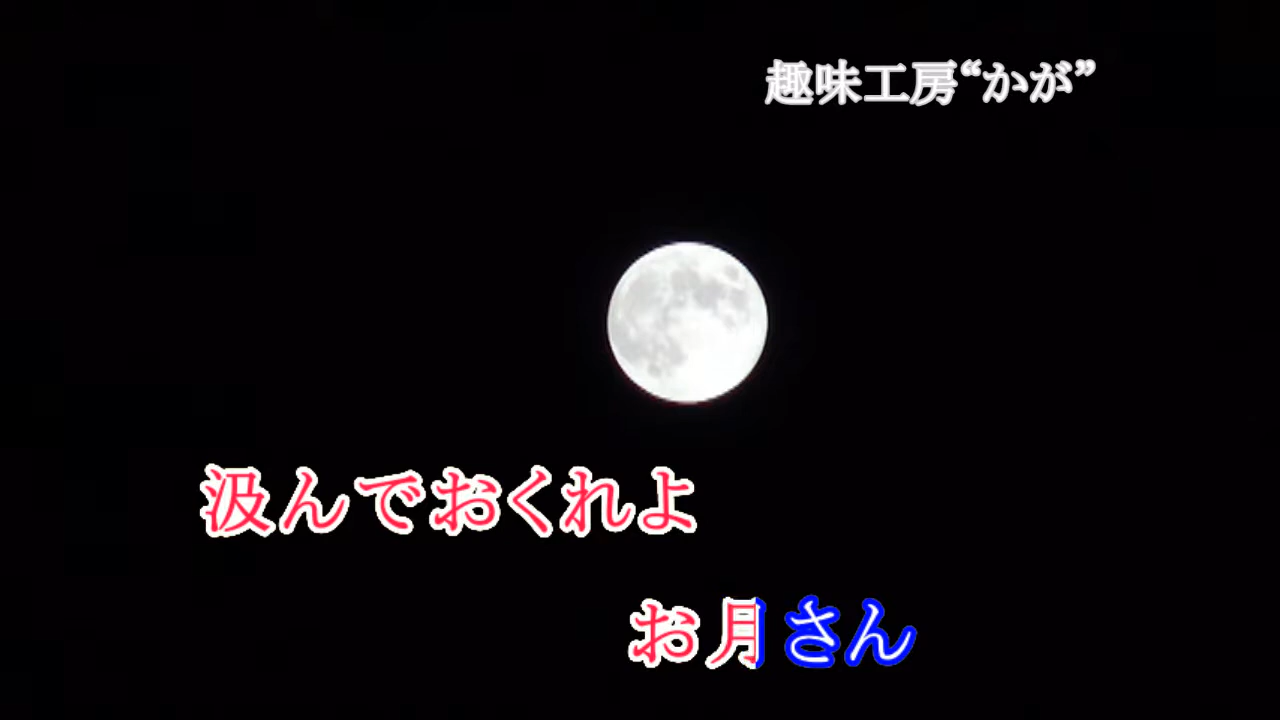 趣味工房“かが”
汲んでおくれよ
お月さん